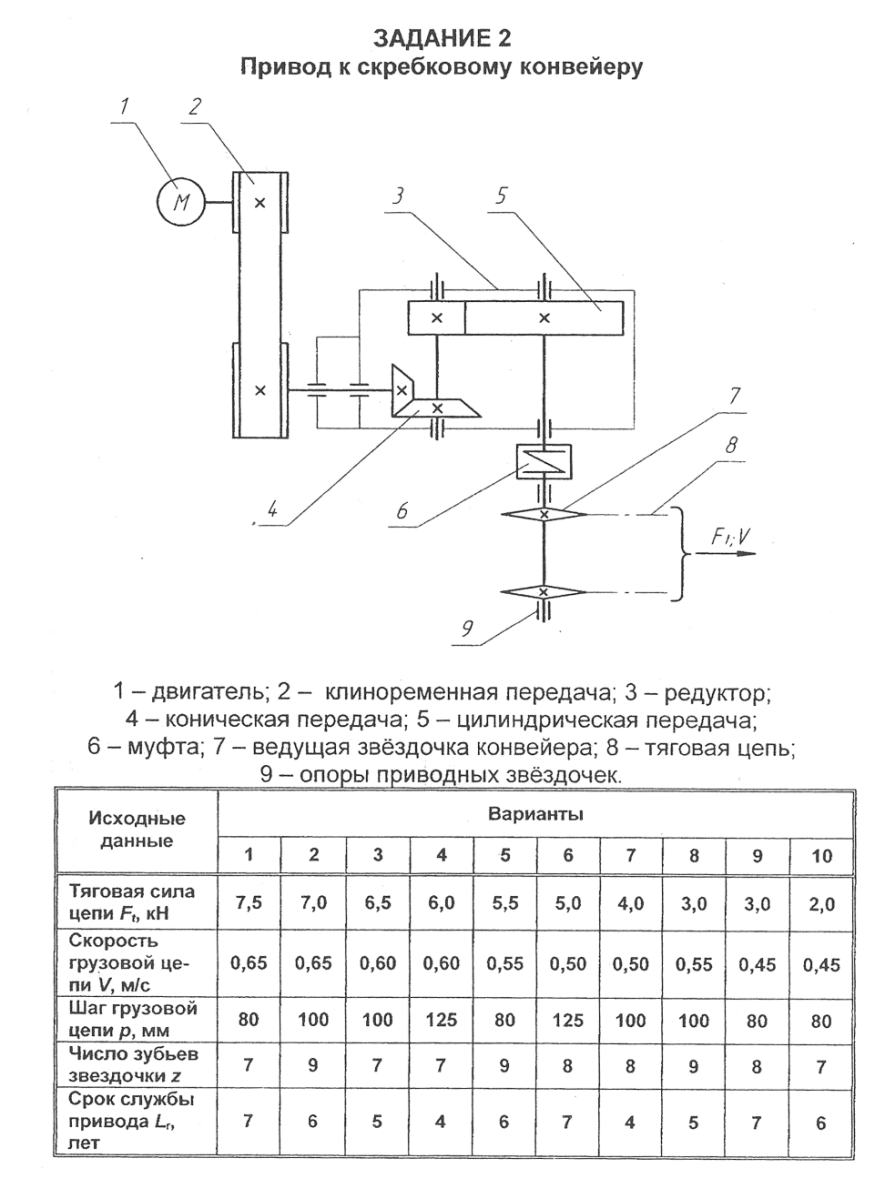 ЗАДАНИЕ 2
Привод к скребковому конвейеру
1 2
М
3 5
7
8
4 6
Ft; V
9
1 – двигатель; 2 – клиноременная передача; 3 – редуктор;
4 – коническая передача; 5 – цилиндрическая передача;
6 – муфта; 7 – ведущая звёздочка конвейера; 8 – тяговая цепь;
9 – опоры приводных звёздочек.
Исходные данные Варианты
1 2 3 4 5 6 7 8 9 10
Тяговая сила
цепи Ft, кН 7,5 7,0 6,5 6,0 5,5 5,0 4,0 3,0 3,0 2,0
Скорость
грузовой це-
пи V, м/с 0,65 0,65 0,60 0,60 0,55 0,50 0,50 0,55 0,45 0,45
Шаг грузовой
цепи p, мм 80 100 100 125 80 125 100 100 80 80
Число зубьев
звездочки z 7 9 7 7 9 8 8 9 8 7
Срок службы
привода Lr,
лет 7 6 5 4 6 7 4 5 7 6